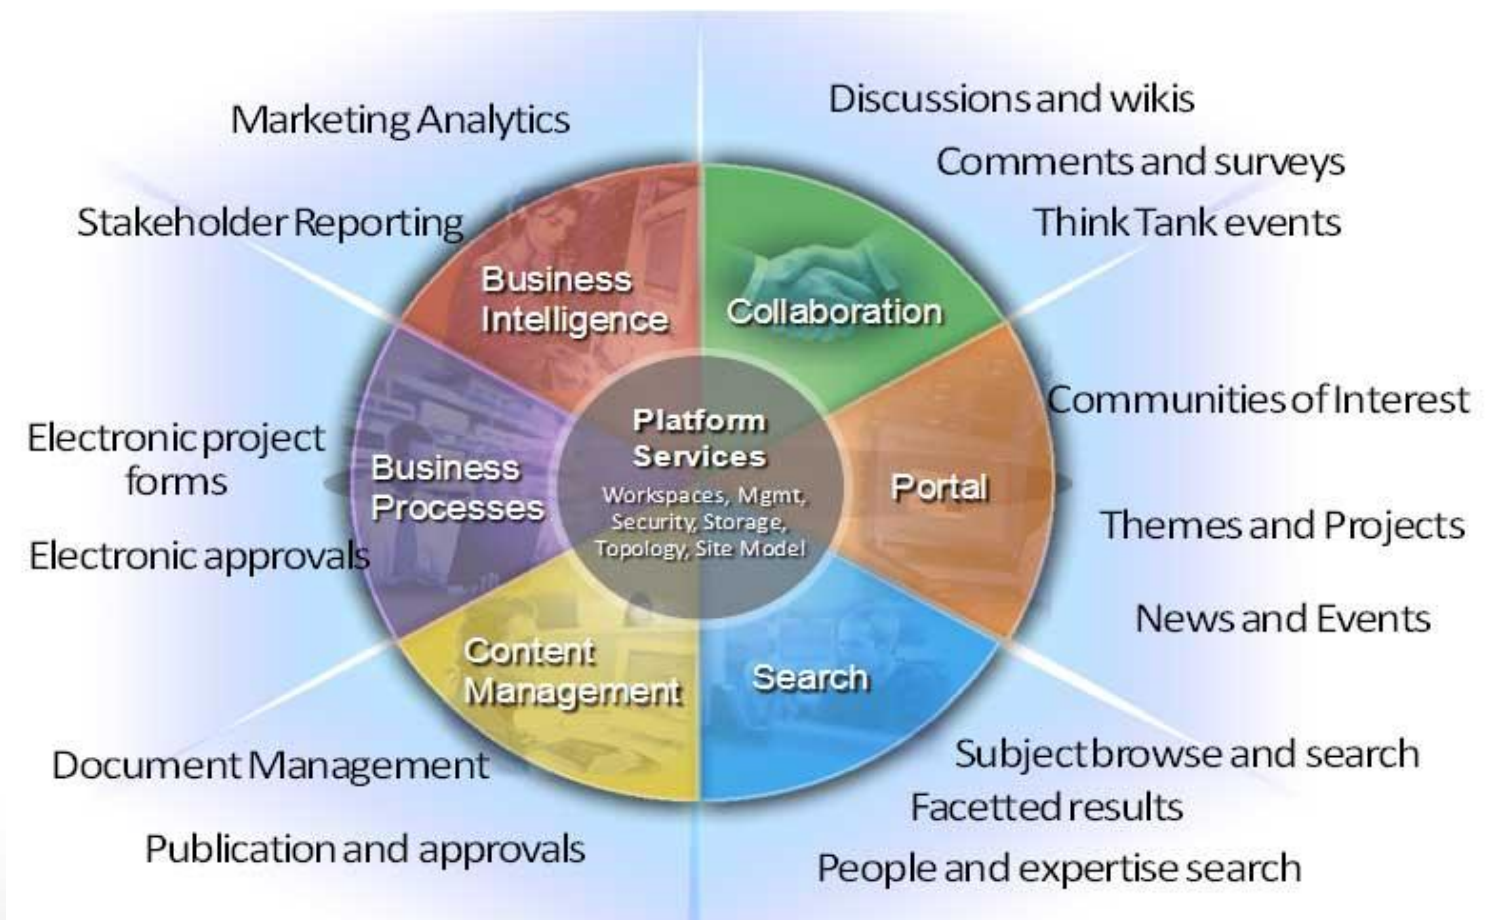 Marketing Analytics
Stakeholder Reporting
Business
Intelligence
Discussions and wikis
Comments and surveys
Think Tank events
Collaboration
Communities of Interest
Portal
Themes and Projects
News and Events
Platform
Services
Workspaces, Mgmt,
Security, Storage,
Topology, Site Model
Electronic project
forms
Business
Processes
Electronic approvals
Content
Management
Document Management
Publication and approvals
Search
Subject browse and search
Facetted results
People and expertise search